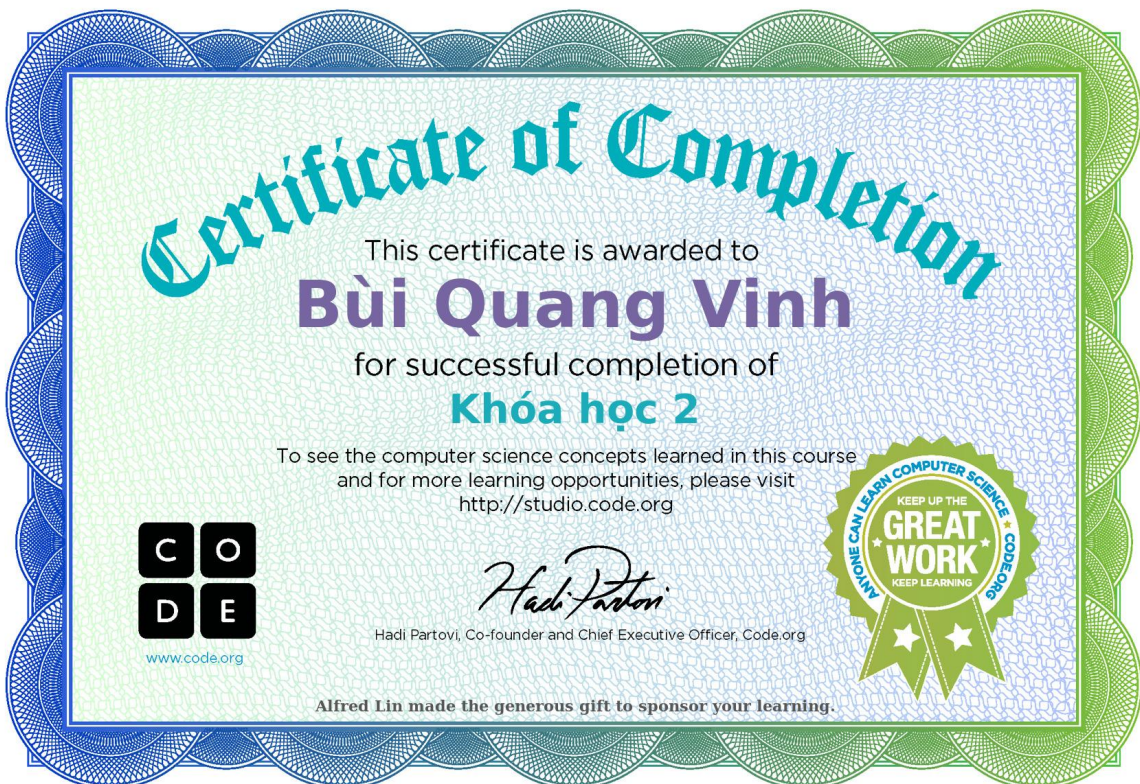 Certificate of Completion
This certificate is awarded to
Bùi Quang Vinh
for successful completion of
Khóa học 2
To see the computer science concepts learned in this course
and for more learning opportunities, please visit
http://studio.code.org
C O
D E
www.code.org
Hadi Partovi
Hadi Partovi, Co-founder and Chief Executive Officer, Code.org
ANYONE CAN LEARN COMPUTER SCIENCE ★ CODE.ORG
KEEP UP THE
GREAT
WORK
KEEP LEARNING
Alfred Lin made the generous gift to sponsor your learning.